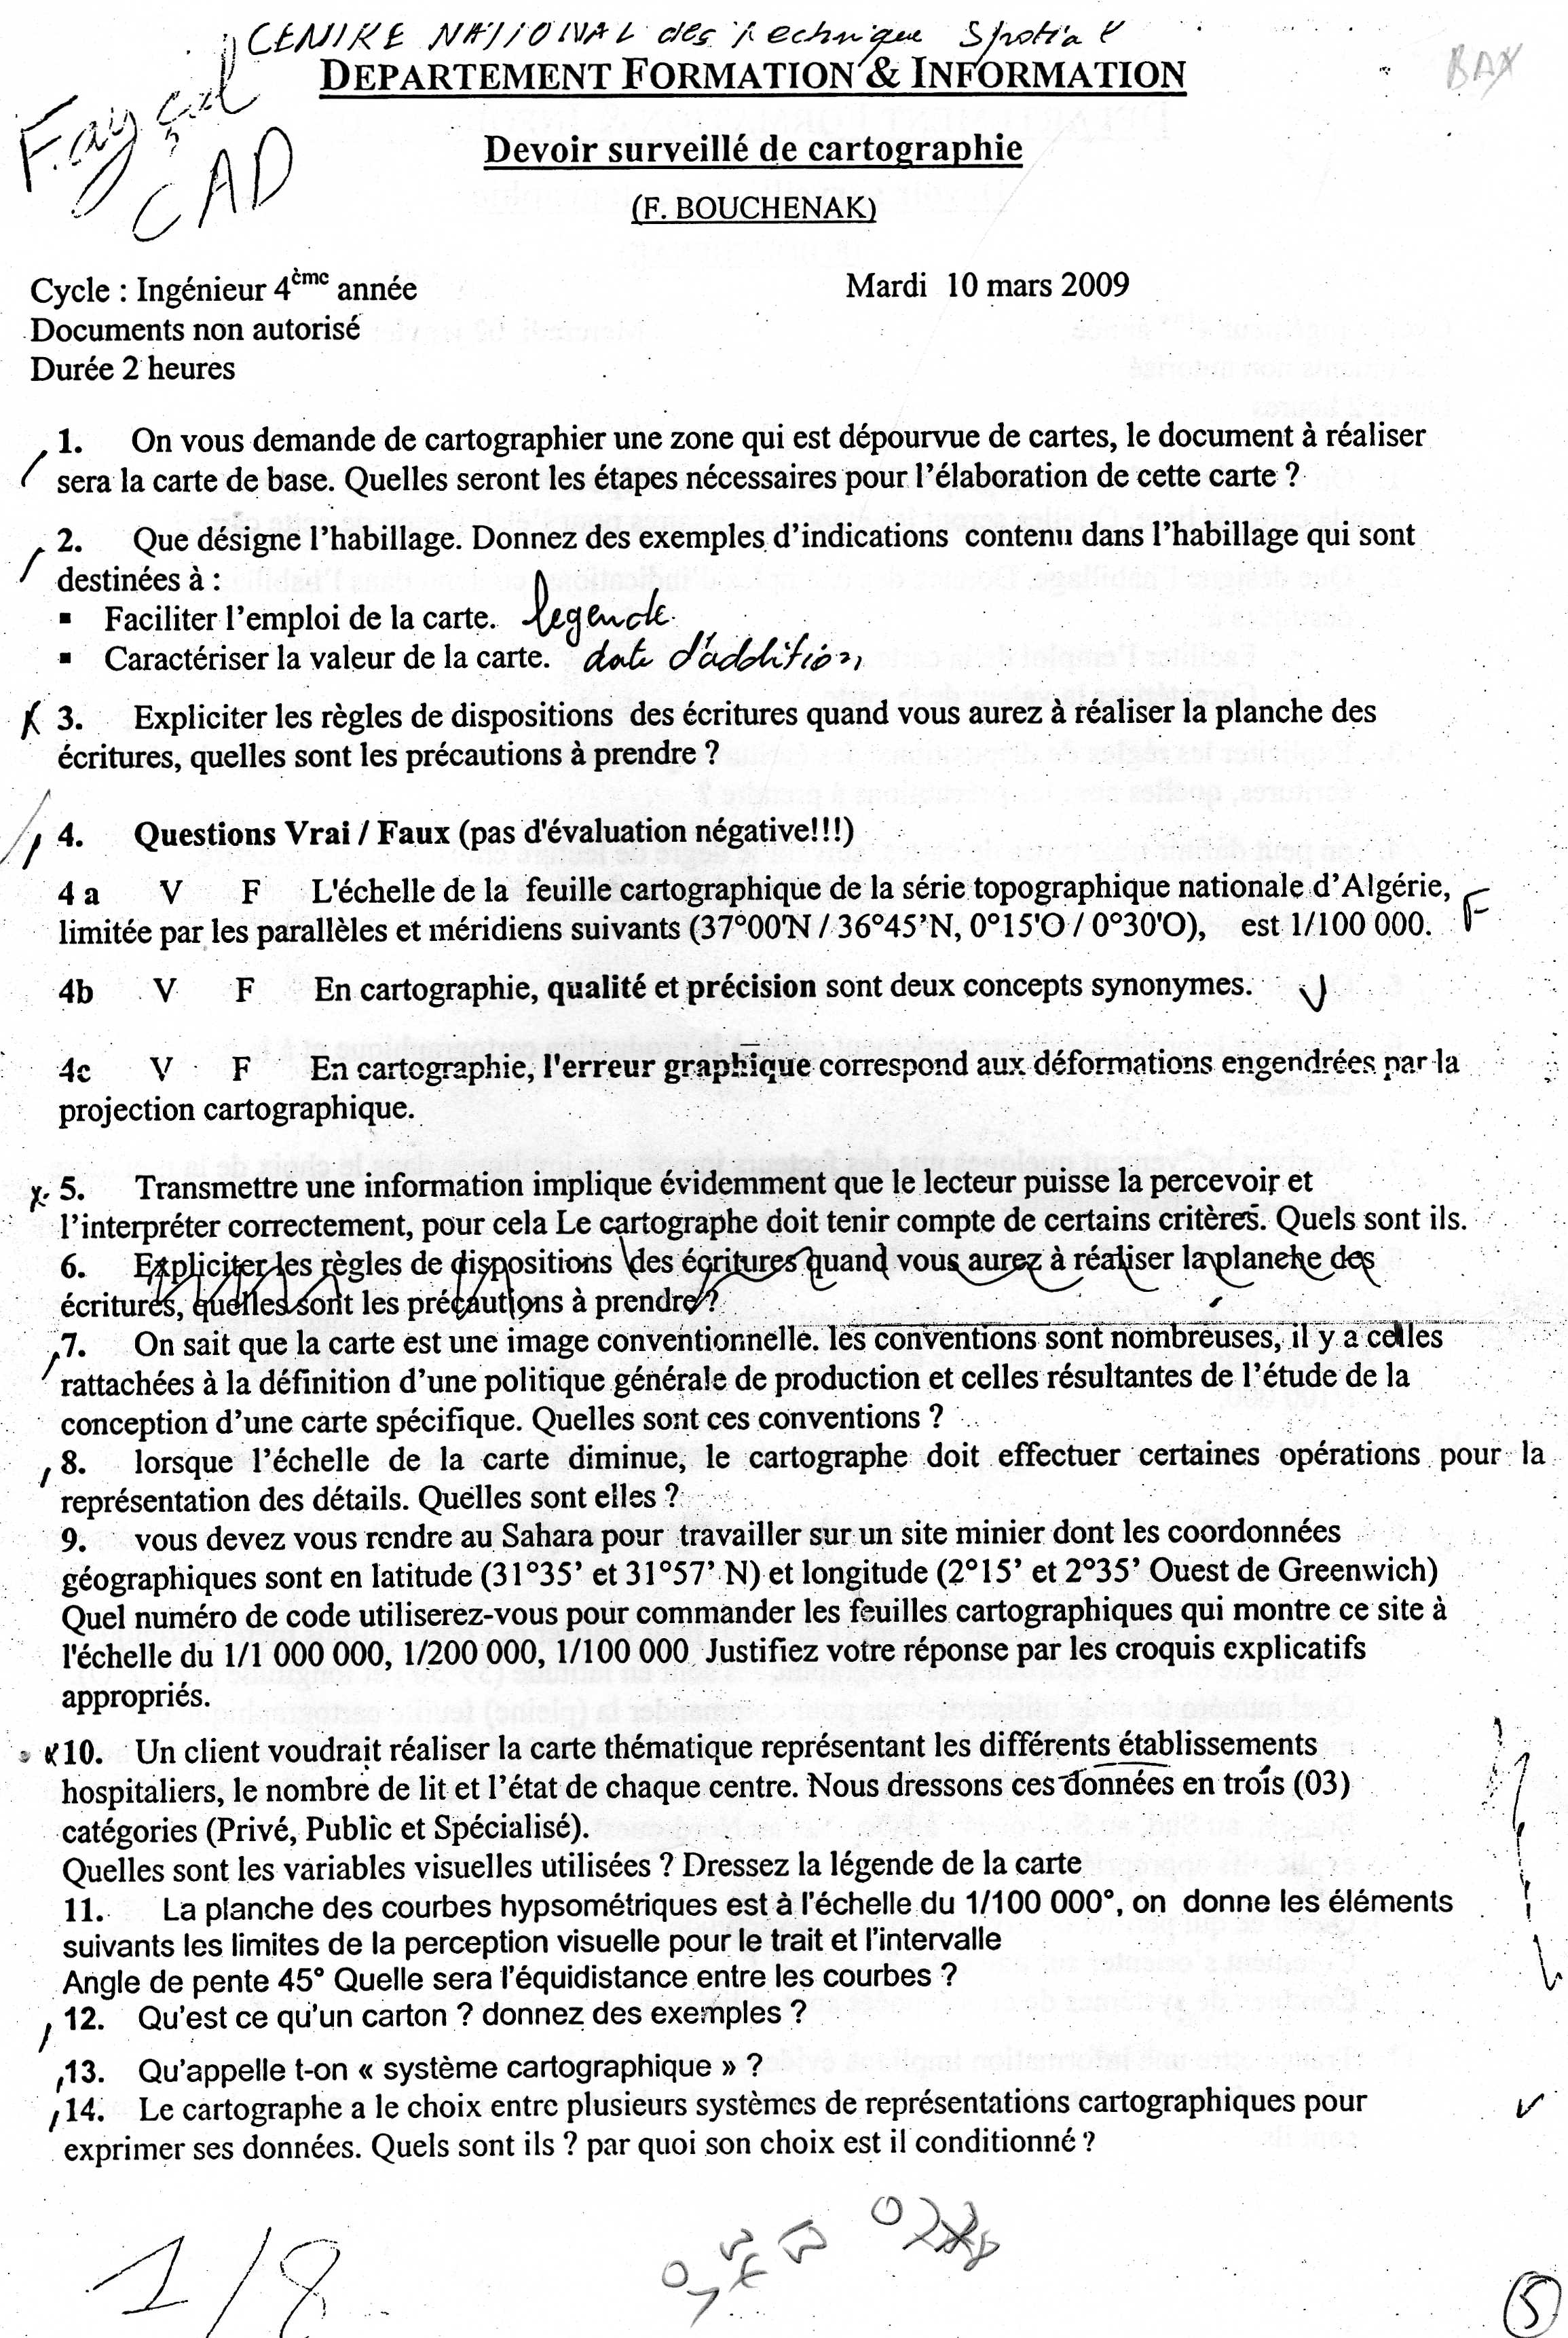 CENTRE NATIONAL des Technique Spatial
DEPARTEMENT FORMATION & INFORMATION
BAX
Fayçal
CAD
Devoir surveillé de cartographie
(F. BOUCHENAK)
Cycle : Ingénieur 4ème année
Mardi 10 mars 2009
Documents non autorisé
Durée 2 heures
1. On vous demande de cartographier une zone qui est dépourvue de cartes, le document à réaliser
sera la carte de base. Quelles seront les étapes nécessaires pour l'élaboration de cette carte ?
2. Que désigne l'habillage. Donnez des exemples d'indications contenu dans l'habillage qui sont
destinées à :
▪ Faciliter l'emploi de la carte. legende
▪ Caractériser la valeur de la carte. date d'addition
3. Expliciter les règles de dispositions des écritures quand vous aurez à réaliser la planche des
écritures, quelles sont les précautions à prendre ?
4. Questions Vrai / Faux (pas d'évaluation négative!!!)
4 a V F L'échelle de la feuille cartographique de la série topographique nationale d'Algérie, F
limitée par les parallèles et méridiens suivants (37°00'N / 36°45'N, 0°15'O / 0°30'O), est 1/100 000.
4b V F En cartographie, qualité et précision sont deux concepts synonymes. V
4c V F En cartographie, l'erreur graphique correspond aux déformations engendrées par la
projection cartographique.
5. Transmettre une information implique évidemment que le lecteur puisse la percevoir et
l'interpréter correctement, pour cela Le cartographe doit tenir compte de certains critères. Quels sont ils.
6. Expliciter les règles de dispositions des écritures quand vous aurez à réaliser la planche des
écritures, quelles sont les précautions à prendre ?
7. On sait que la carte est une image conventionnelle. les conventions sont nombreuses, il y a celles
rattachées à la définition d'une politique générale de production et celles résultantes de l'étude de la
conception d'une carte spécifique. Quelles sont ces conventions ?
8. lorsque l'échelle de la carte diminue, le cartographe doit effectuer certaines opérations pour la
représentation des détails. Quelles sont elles ?
9. vous devez vous rendre au Sahara pour travailler sur un site minier dont les coordonnées
géographiques sont en latitude (31°35' et 31°57' N) et longitude (2°15' et 2°35' Ouest de Greenwich)
Quel numéro de code utiliserez-vous pour commander les feuilles cartographiques qui montre ce site à
l'échelle du 1/1 000 000, 1/200 000, 1/100 000 Justifiez votre réponse par les croquis explicatifs
appropriés.
10. Un client voudrait réaliser la carte thématique représentant les différents établissements
hospitaliers, le nombre de lit et l'état de chaque centre. Nous dressons ces données en trois (03)
catégories (Privé, Public et Spécialisé).
Quelles sont les variables visuelles utilisées ? Dressez la légende de la carte
11. La planche des courbes hypsométriques est à l'échelle du 1/100 000°, on donne les éléments
suivants les limites de la perception visuelle pour le trait et l'intervalle
Angle de pente 45° Quelle sera l'équidistance entre les courbes ?
12. Qu'est ce qu'un carton ? donnez des exemples ?
13. Qu'appelle t-on « système cartographique » ?
14. Le cartographe a le choix entre plusieurs systèmes de représentations cartographiques pour
exprimer ses données. Quels sont ils ? par quoi son choix est il conditionné ?
1/8
5